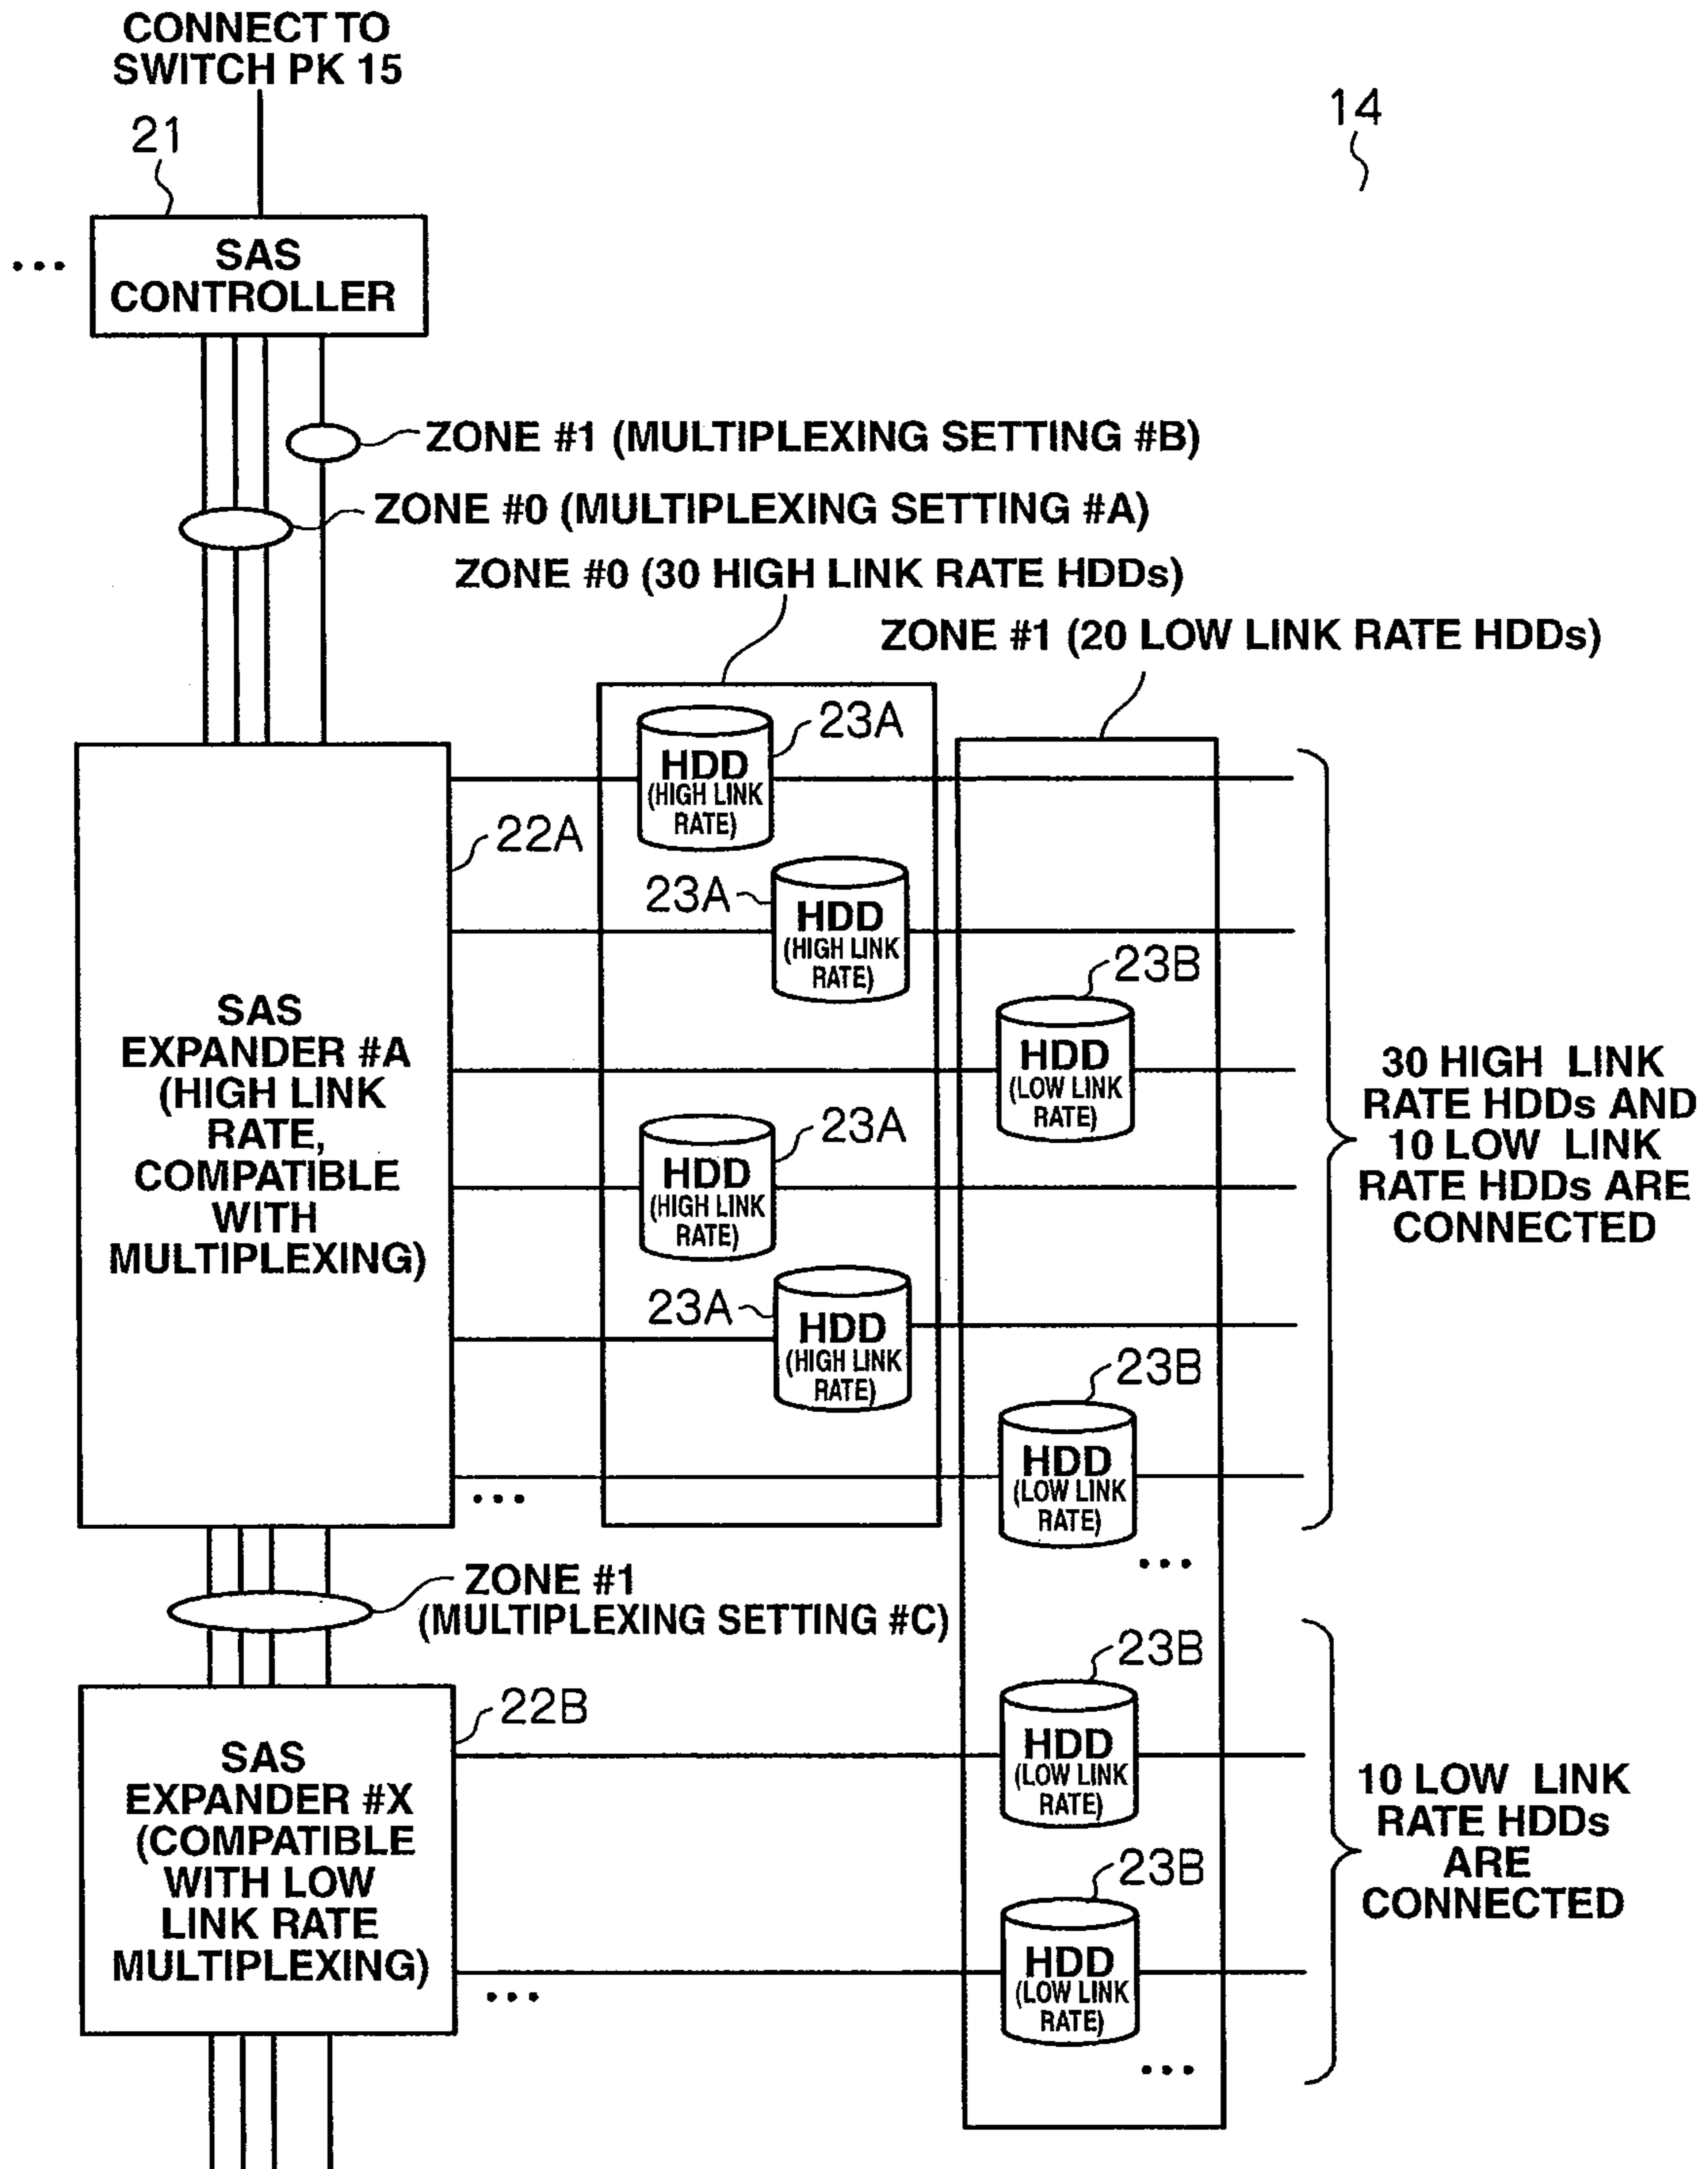 CONNECT TO
SWITCH PK 15
14
21
...
SAS
CONTROLLER
ZONE #1 (MULTIPLEXING SETTING #B)
ZONE #0 (MULTIPLEXING SETTING #A)
ZONE #0 (30 HIGH LINK RATE HDDs)
ZONE #1 (20 LOW LINK RATE HDDs)
23A
HDD
(HIGH LINK
RATE)
22A
23A
HDD
(HIGH LINK
RATE)
23B
HDD
(LOW LINK
RATE)
SAS
EXPANDER #A
(HIGH LINK
RATE,
COMPATIBLE
WITH
MULTIPLEXING)
30 HIGH LINK
RATE HDDs AND
10 LOW LINK
RATE HDDs ARE
CONNECTED
23A
HDD
(HIGH LINK
RATE)
23A
HDD
(HIGH LINK
RATE)
23B
HDD
(LOW LINK
RATE)
...
...
ZONE #1
(MULTIPLEXING SETTING #C)
23B
HDD
(LOW LINK
RATE)
22B
SAS
EXPANDER #X
(COMPATIBLE
WITH LOW
LINK RATE
MULTIPLEXING)
10 LOW LINK
RATE HDDs
ARE
CONNECTED
23B
HDD
(LOW LINK
RATE)
...
...